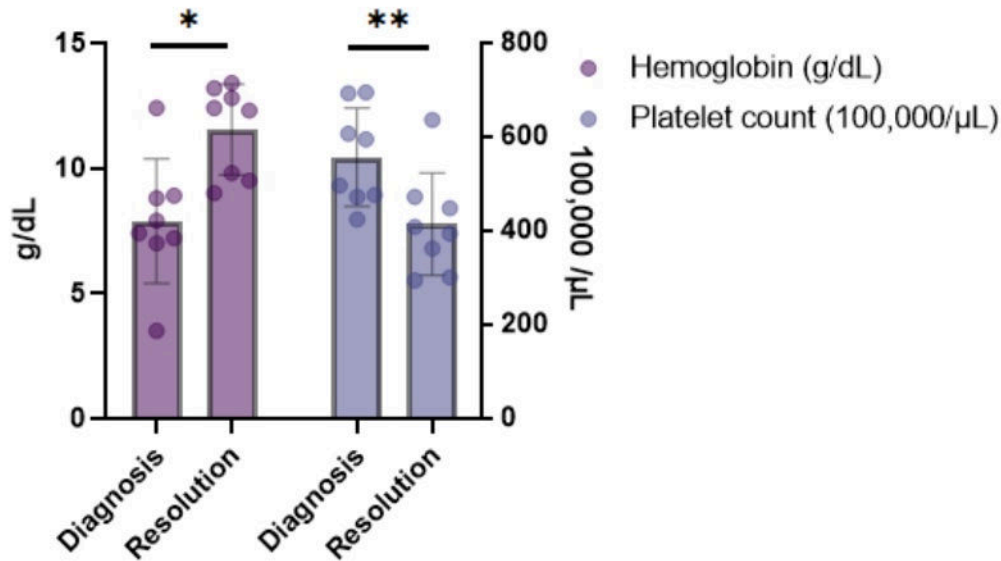 * **
15
10
5
0
g/dL
800
600
400
200
0
100,000 /µL
Hemoglobin (g/dL)
Platelet count (100,000/µL)
Diagnosis
Resolution
Diagnosis
Resolution